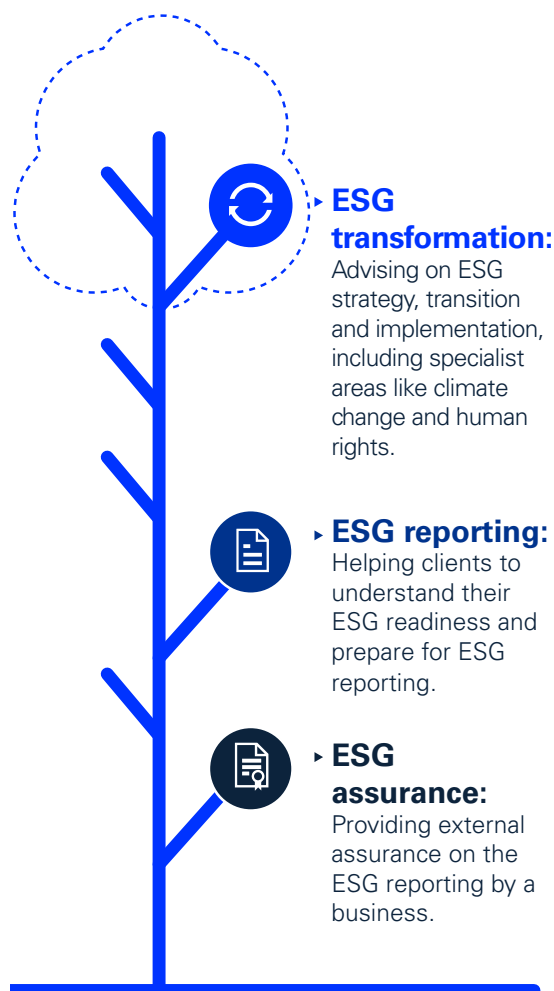 ESG
transformation:
Advising on ESG
strategy, transition
and implementation,
including specialist
areas like climate
change and human
rights.
ESG reporting:
Helping clients to
understand their
ESG readiness and
prepare for ESG
reporting.
ESG
assurance:
Providing external
assurance on the
ESG reporting by a
business.